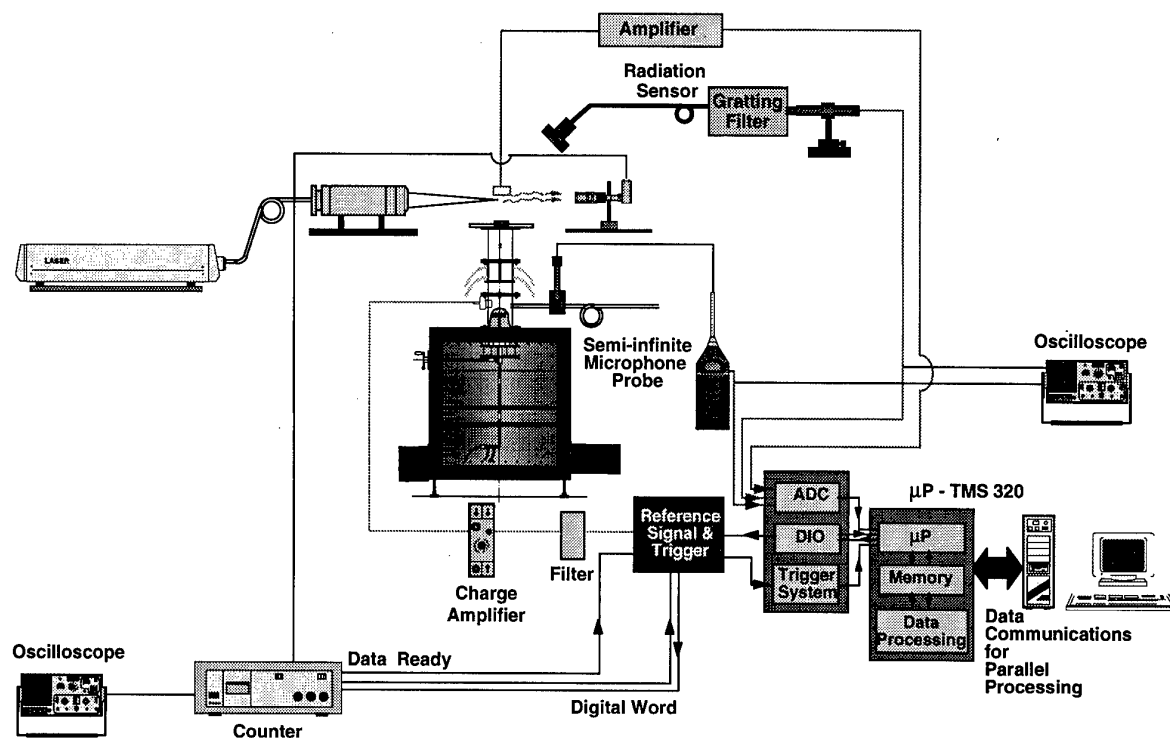 Amplifier
Radiation
Sensor
Gratting
Filter
LASER
Semi-infinite
Microphone
Probe
Oscilloscope
ADC
DIO
Trigger
System
µP - TMS 320
µP
Memory
Data
Processing
Reference
Signal &
Trigger
Filter
Charge
Amplifier
Data
Communications
for
Parallel
Processing
Oscilloscope
Data Ready
Digital Word
Counter